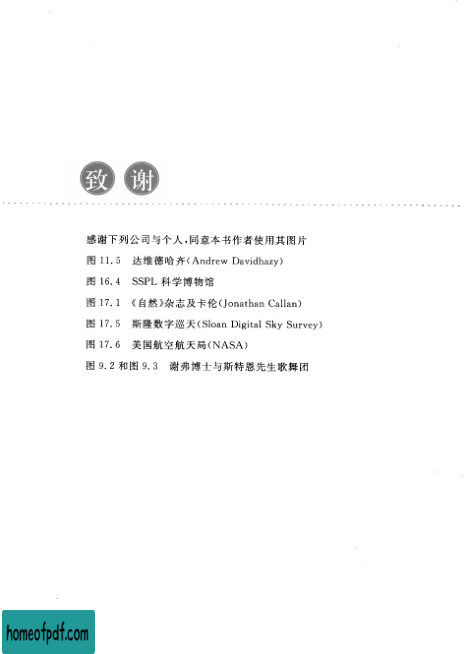 致谢
感谢下列公司与个人,同意本书作者使用其图片
图 11.5 达维德哈齐(Andrew Davidhazy)
图 16.4 SSPL 科学博物馆
图 17.1 《自然》杂志及卡伦(Jonathan Callan)
图 17.5 斯隆数字巡天(Sloan Digital Sky Survey)
图 17.6 美国航空航天局(NASA)
图 9.2 和图 9.3 谢弗博士与斯特恩先生歌舞团
homeofpdf.com